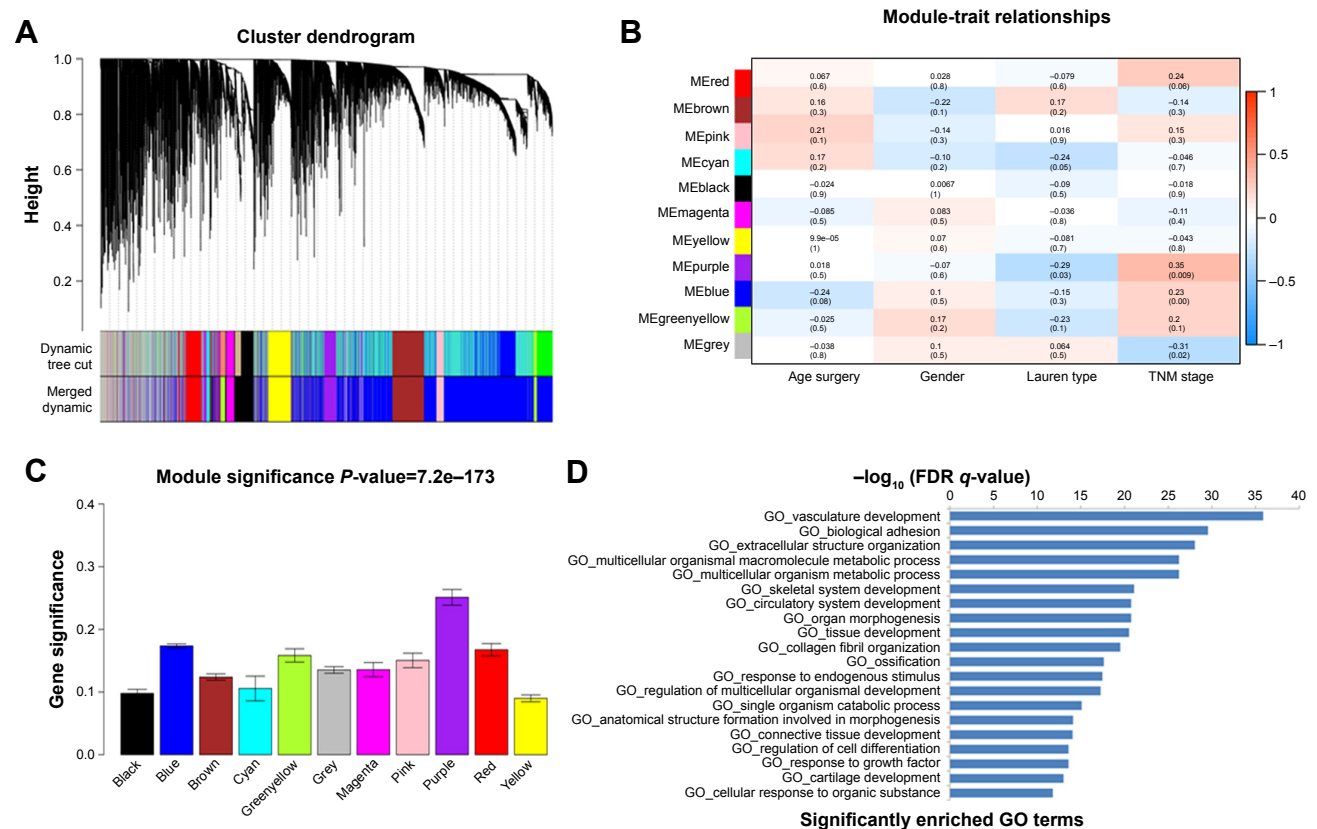 A
Cluster dendrogram
Height
1.0
0.8
0.6
0.4
0.2
Dynamic
tree cut
Merged
dynamic
B
Module-trait relationships
MEred
0.067 0.028 −0.079 0.24
(0.6) (0.8) (0.6) (0.06)
MEbrown
0.16 −0.22 0.17 −0.14
(0.3) (0.1) (0.2) (0.3)
MEpink
0.21 −0.14 0.016 0.15
(0.1) (0.3) (0.9) (0.3)
MEcyan
0.17 −0.10 −0.24 −0.046
(0.2) (0.2) (0.05) (0.7)
MEblack
−0.024 0.0067 −0.09 −0.018
(0.9) (1) (0.5) (0.9)
MEmagenta
−0.085 0.083 −0.036 −0.11
(0.5) (0.5) (0.8) (0.4)
MEyellow
9.9e−05 0.07 −0.081 −0.043
(1) (0.6) (0.7) (0.8)
MEpurple
0.018 −0.07 −0.29 0.35
(0.5) (0.6) (0.03) (0.009)
MEblue
−0.24 0.1 −0.15 0.23
(0.08) (0.5) (0.3) (0.00)
MEgreenyellow
−0.025 0.17 −0.23 0.2
(0.5) (0.2) (0.1) (0.1)
MEgrey
−0.038 0.1 0.064 −0.31
(0.8) (0.5) (0.5) (0.02)
Age surgery Gender Lauren type TNM stage
1
0.5
0
−0.5
−1
C
Module significance P-value=7.2e−173
Gene significance
0.4
0.3
0.2
0.1
0.0
Black
Blue
Brown
Cyan
Greenyellow
Grey
Magenta
Pink
Purple
Red
Yellow
D
−log10 (FDR q-value)
0 5 10 15 20 25 30 35 40
GO_vasculature development
GO_biological adhesion
GO_extracellular structure organization
GO_multicellular organismal macromolecule metabolic process
GO_multicellular organism metabolic process
GO_skeletal system development
GO_circulatory system development
GO_organ morphogenesis
GO_tissue development
GO_collagen fibril organization
GO_ossification
GO_response to endogenous stimulus
GO_regulation of multicellular organismal development
GO_single organism catabolic process
GO_anatomical structure formation involved in morphogenesis
GO_connective tissue development
GO_regulation of cell differentiation
GO_response to growth factor
GO_cartilage development
GO_cellular response to organic substance
Significantly enriched GO terms